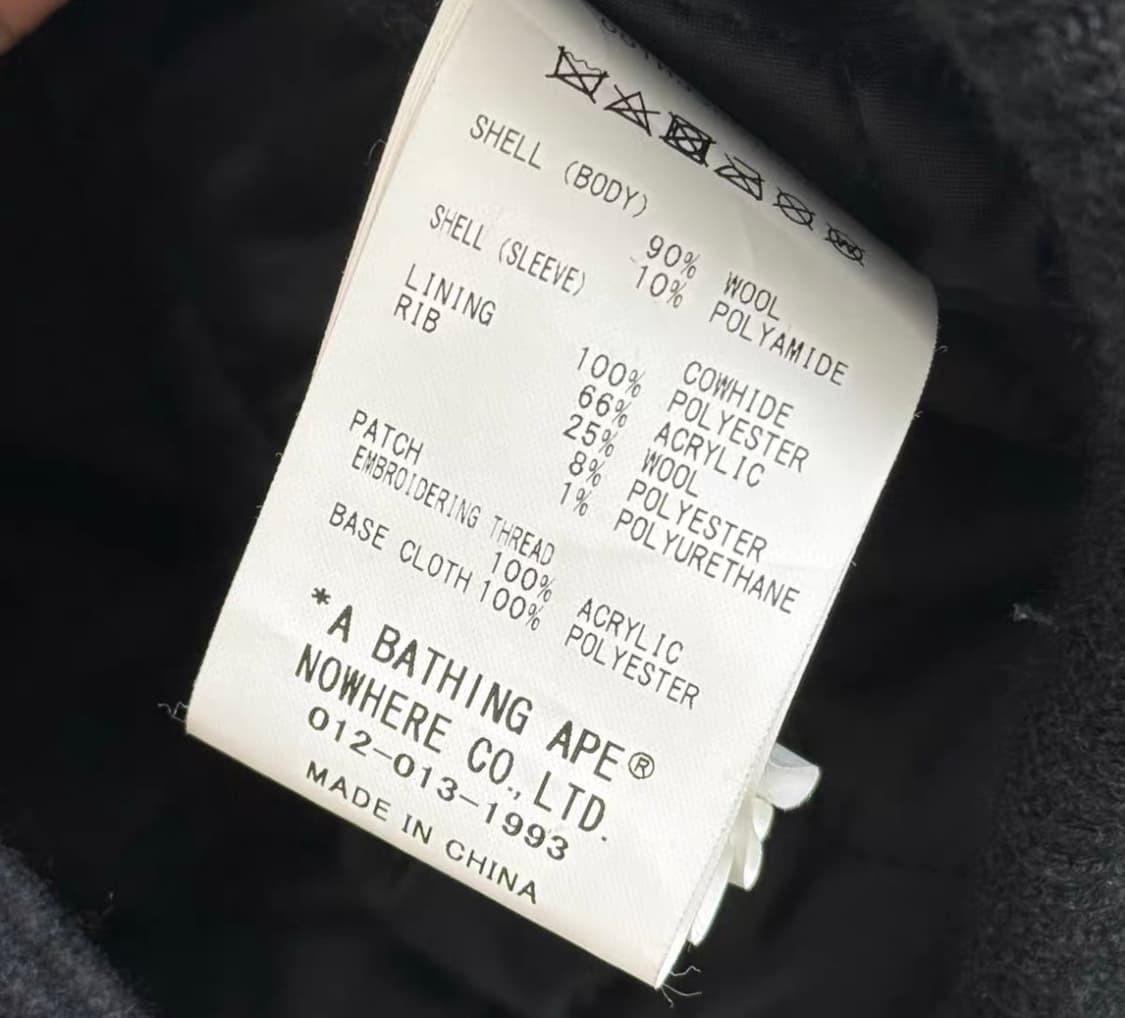 SHELL (BODY)
90% WOOL
10% POLYAMIDE
SHELL (SLEEVE)
COWHIDE
LINING 100% POLYESTER
RIB 66% ACRYLIC
25% WOOL
8% POLYESTER
1% POLYURETHANE
PATCH
EMBROIDERING THREAD
100% ACRYLIC
BASE CLOTH 100% POLYESTER
*A BATHING APE®
NOWHERE CO., LTD.
012-013-1993
MADE IN CHINA